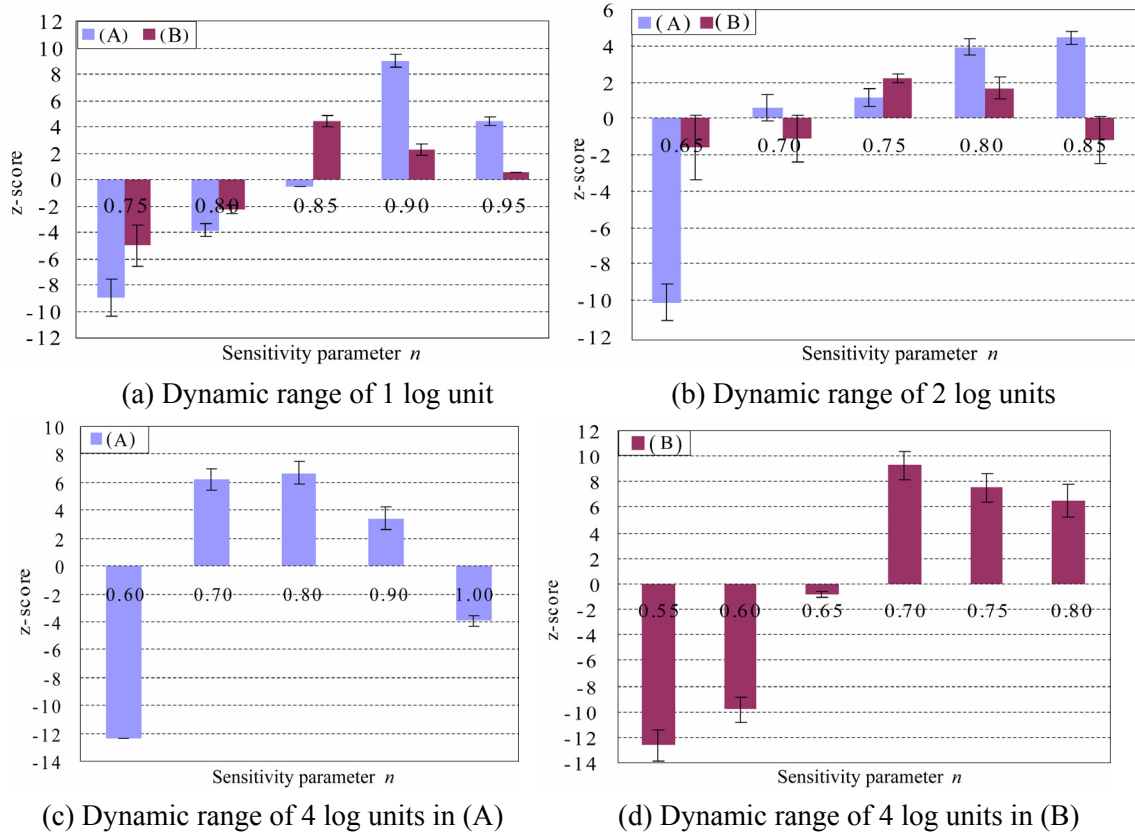 12
10
8
6
4
2
0
-2
-4
-6
-8
-10
-12
z-score
(A) (B)
0.75 0.80 0.85 0.90 0.95
Sensitivity parameter n
(a) Dynamic range of 1 log unit
6
4
2
0
-2
-4
-6
-8
-10
-12
z-score
(A) (B)
0.65 0.70 0.75 0.80 0.85
Sensitivity parameter n
(b) Dynamic range of 2 log units
10
8
6
4
2
0
-2
-4
-6
-8
-10
-12
-14
z-score
(A)
0.60 0.70 0.80 0.90 1.00
Sensitivity parameter n
(c) Dynamic range of 4 log units in (A)
12
10
8
6
4
2
0
-2
-4
-6
-8
-10
-12
-14
z-score
(B)
0.55 0.60 0.65 0.70 0.75 0.80
Sensitivity parameter n
(d) Dynamic range of 4 log units in (B)